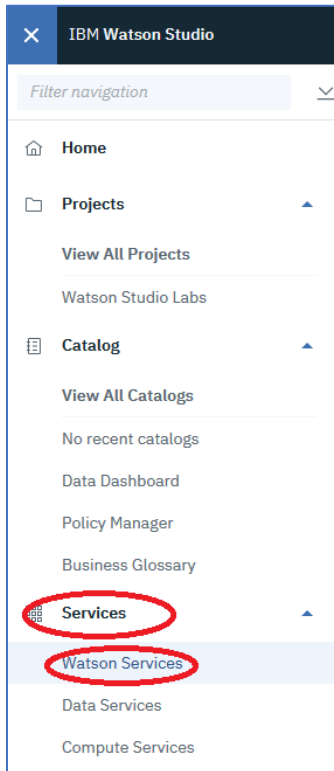 IBM Watson Studio
Filter navigation
Home
Projects
View All Projects
Watson Studio Labs
Catalog
View All Catalogs
No recent catalogs
Data Dashboard
Policy Manager
Business Glossary
Services
Watson Services
Data Services
Compute Services